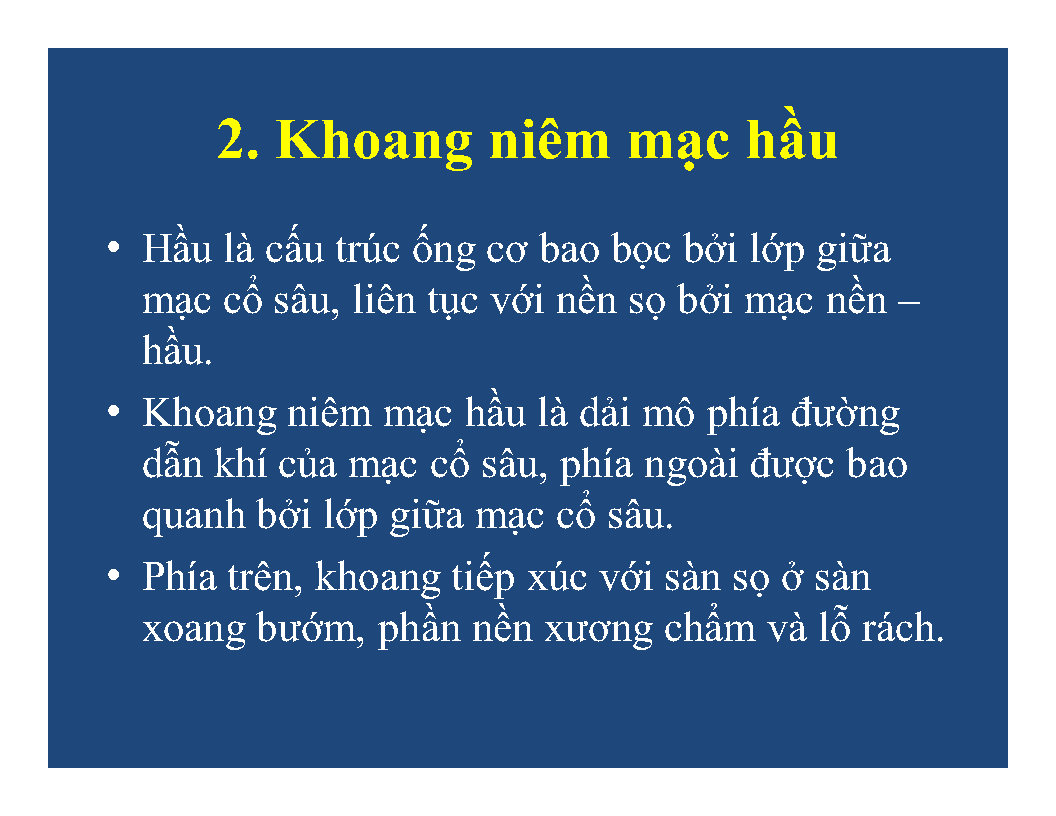 2. Khoang niêm mạc hầu
• Hầu là cấu trúc ống cơ bao bọc bởi lớp giữa
mạc cổ sâu, liên tục với nền sọ bởi mạc nền –
hầu.
• Khoang niêm mạc hầu là dải mô phía đường
dẫn khí của mạc cổ sâu, phía ngoài được bao
quanh bởi lớp giữa mạc cổ sâu.
• Phía trên, khoang tiếp xúc với sàn sọ ở sàn
xoang bướm, phần nền xương chẩm và lỗ rách.